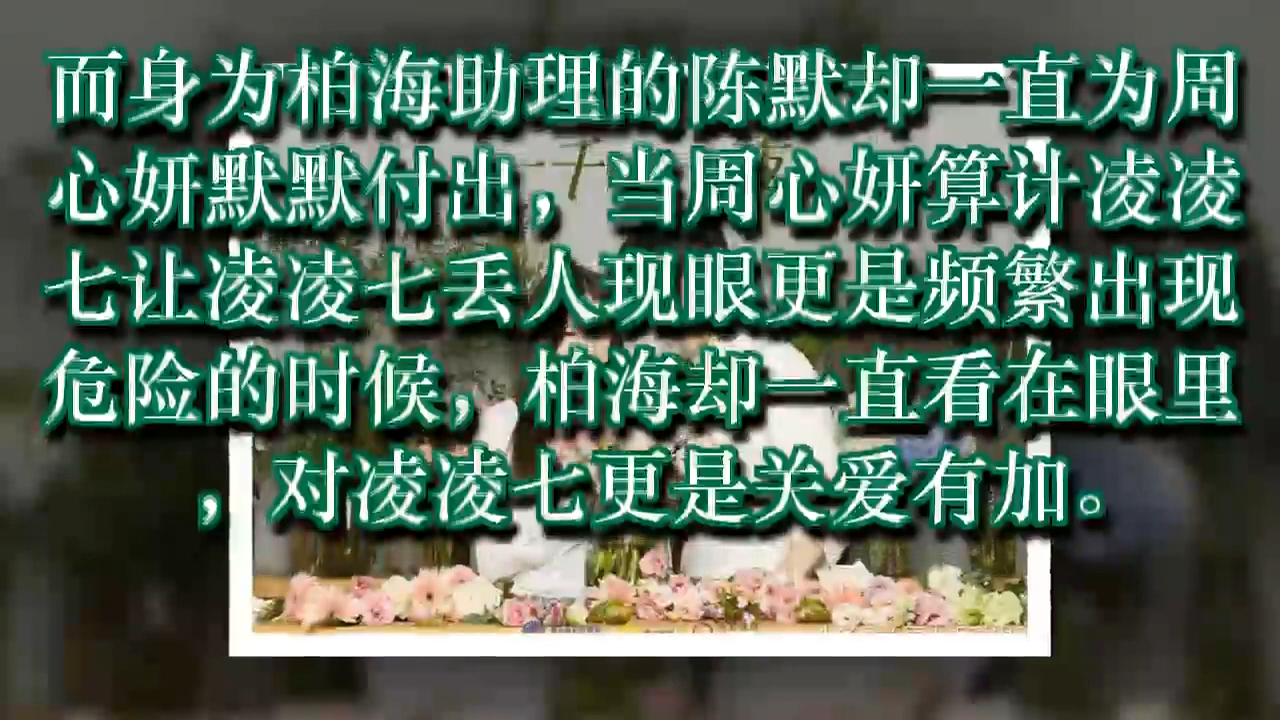 而身为柏海助理的陈默却一直为周
心妍默默付出，当周心妍算计凌凌
七让凌凌七丢人现眼更是频繁出现
危险的时候，柏海却一直看在眼里
，对凌凌七更是关爱有加。